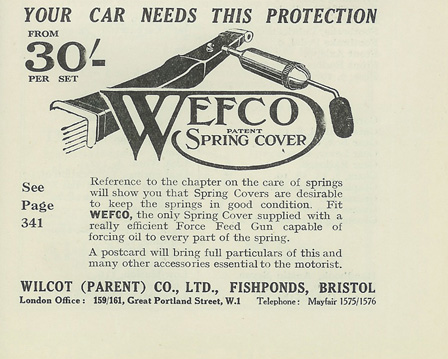 YOUR CAR NEEDS THIS PROTECTION
FROM
30/-
PER SET
WEFCO
PATENT
SPRING COVER
See
Page
341
Reference to the chapter on the care of springs
will show you that Spring Covers are desirable
to keep the springs in good condition. Fit
WEFCO, the only Spring Cover supplied with a
really efficient Force Feed Gun capable of
forcing oil to every part of the spring.
A postcard will bring full particulars of this and
many other accessories essential to the motorist.
WILCOT (PARENT) CO., LTD., FISHPONDS, BRISTOL
London Office: 159/161, Great Portland Street, W.1 Telephone: Mayfair 1575/1576